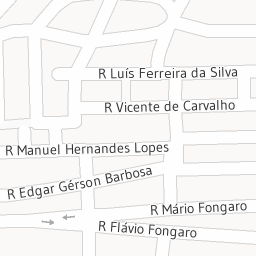 R Luís Ferreira da Silva
R Vicente de Carvalho
R Manuel Hernandes Lopes
R Edgar Gérson Barbosa
R Mário Fongaro
R Flávio Fongaro